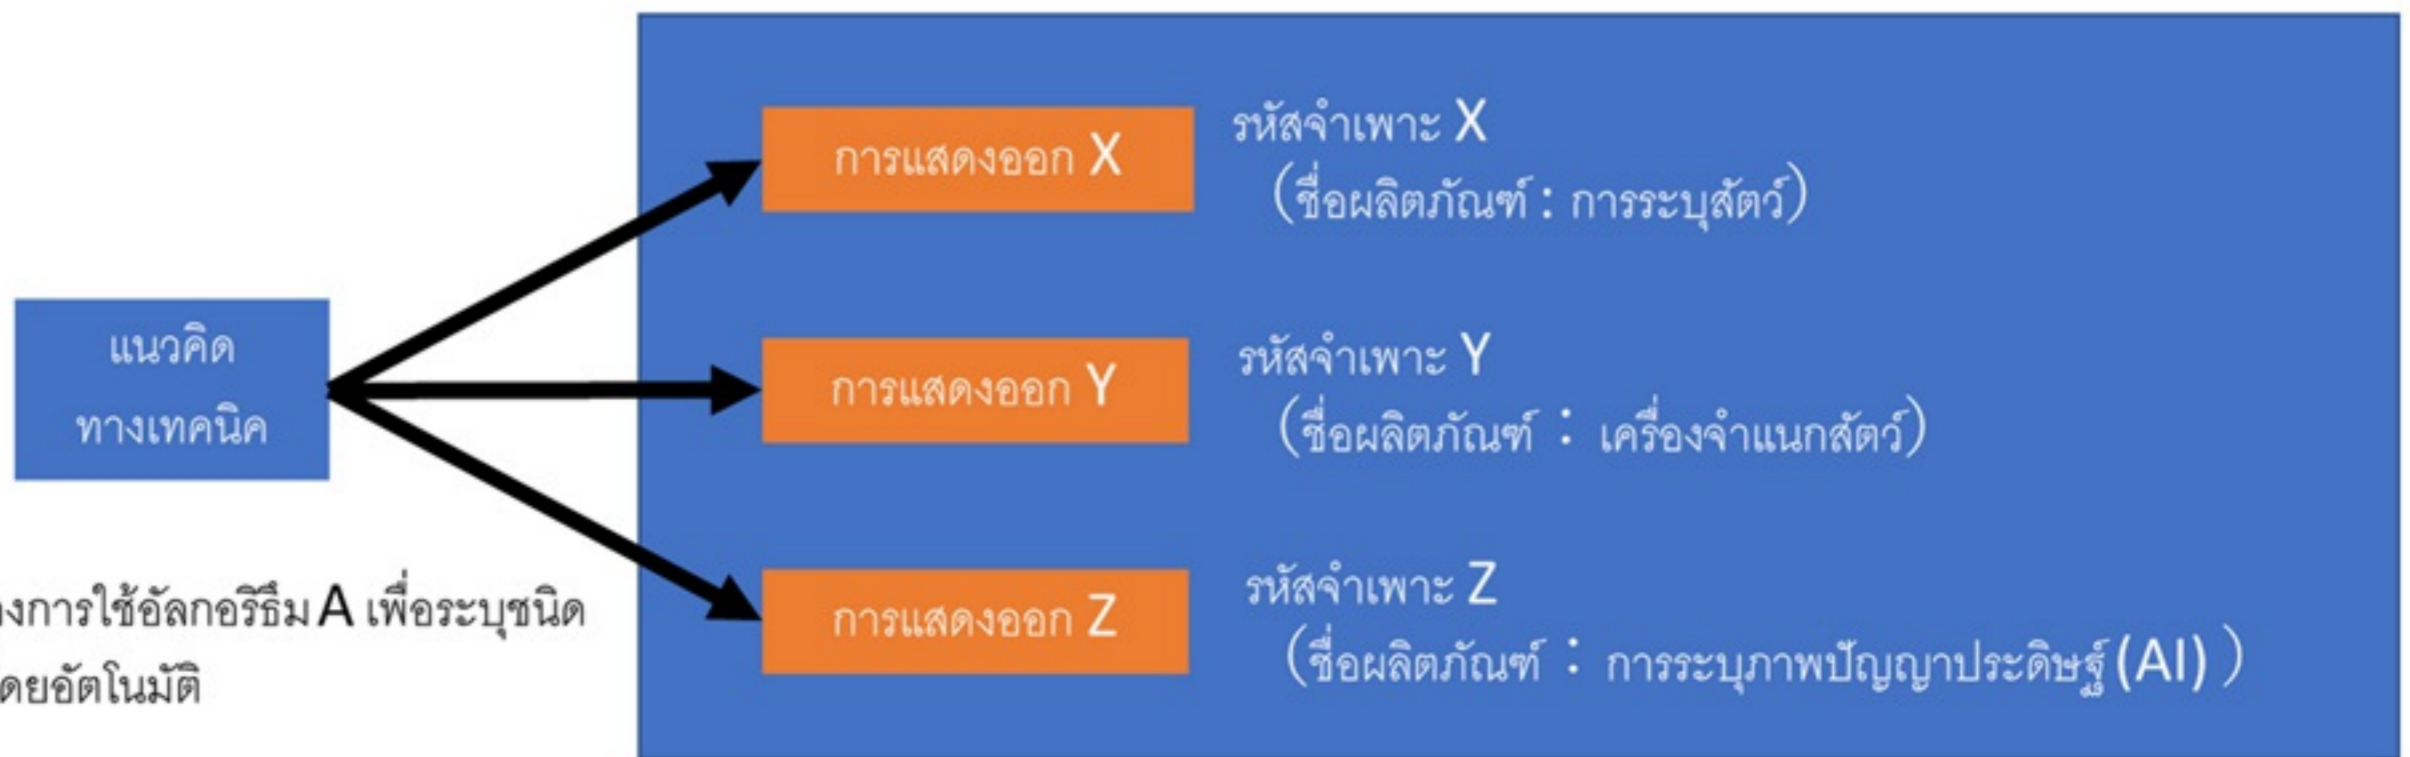 แนวคิด
ทางเทคนิค
การแสดงออก X
รหัสจำเพาะ X
(ชื่อผลิตภัณฑ์ : การระบุสัตว์)
การแสดงออก Y
รหัสจำเพาะ Y
(ชื่อผลิตภัณฑ์ : เครื่องจำแนกสัตว์)
การแสดงออก Z
รหัสจำเพาะ Z
(ชื่อผลิตภัณฑ์ : การระบุภาพปัญญาประดิษฐ์ (AI) )
การใช้อัลกอริธึม A เพื่อระบุชนิด
อัตโนมัติ